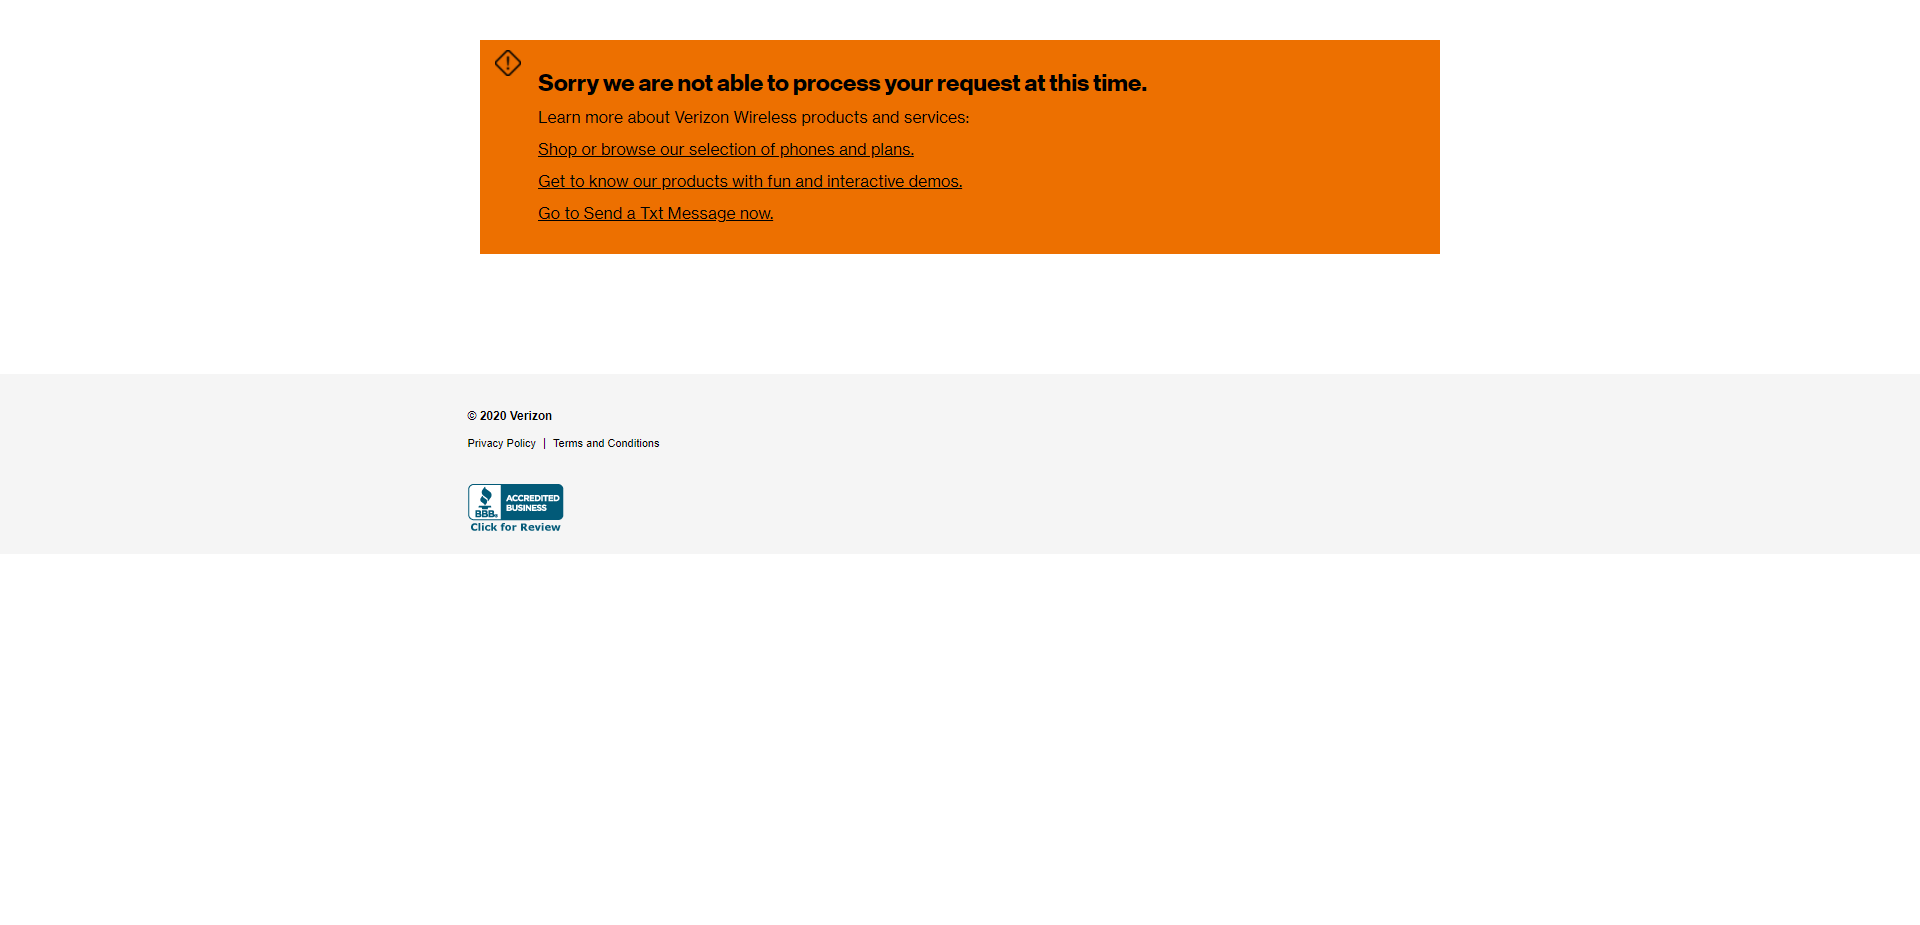 Sorry we are not able to process your request at this time.
Learn more about Verizon Wireless products and services:
Shop or browse our selection of phones and plans.
Get to know our products with fun and interactive demos.
Go to Send a Txt Message now.
© 2020 Verizon
Privacy Policy | Terms and Conditions
BBB® ACCREDITED BUSINESS
Click for Review